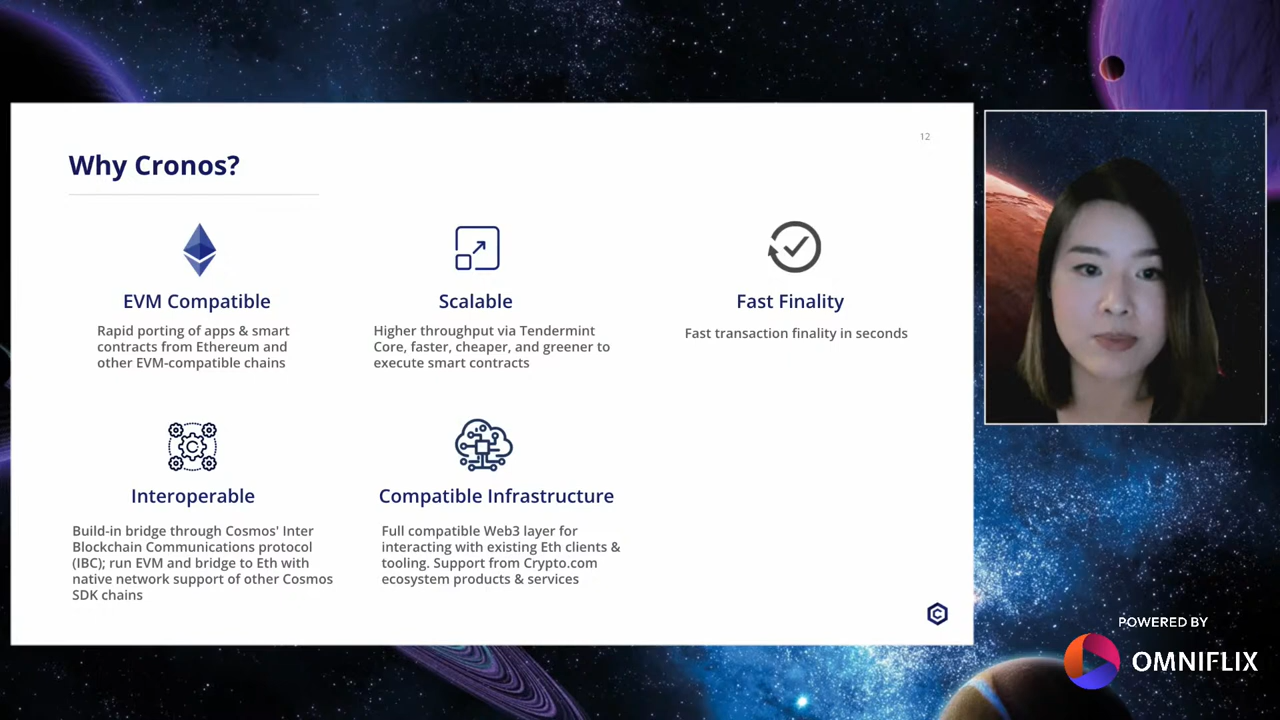 12
Why Cronos?
EVM Compatible
Rapid porting of apps & smart
contracts from Ethereum and
other EVM-compatible chains
Scalable
Higher throughput via Tendermint
Core, faster, cheaper, and greener to
execute smart contracts
Fast Finality
Fast transaction finality in seconds
Interoperable
Build-in bridge through Cosmos' Inter
Blockchain Communications protocol
(IBC); run EVM and bridge to Eth with
native network support of other Cosmos
SDK chains
Compatible Infrastructure
Full compatible Web3 layer for
interacting with existing Eth clients &
tooling. Support from Crypto.com
ecosystem products & services
POWERED BY
OMNIFLIX